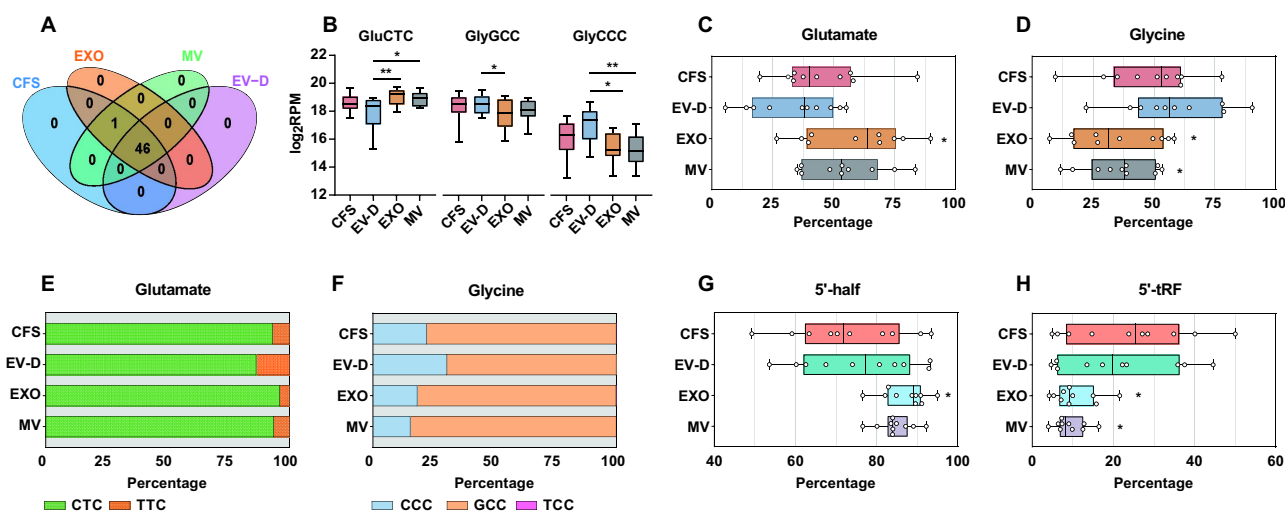 A
EXO
MV
CFS
EV–D
0
0
0
0
0
0
1
0
46
0
0
0
0
0
B
GluCTC
GlyGCC
GlyCCC
log2RPM
22
20
18
16
14
12
*
**
*
**
*
CFS
EV-D
EXO
MV
CFS
EV-D
EXO
MV
CFS
EV-D
EXO
MV
C
Glutamate
CFS
EV-D
EXO
MV
*
0
25
50
75
100
Percentage
D
Glycine
CFS
EV-D
EXO
MV
*
*
0
25
50
75
100
Percentage
E
Glutamate
CFS
EV-D
EXO
MV
0
25
50
75
100
Percentage
CTC
TTC
F
Glycine
CFS
EV-D
EXO
MV
0
25
50
75
100
Percentage
CCC
GCC
TCC
G
5'-half
CFS
EV-D
EXO
MV
*
40
60
80
100
Percentage
H
5'-tRF
CFS
EV-D
EXO
MV
*
*
0
20
40
60
Percentage